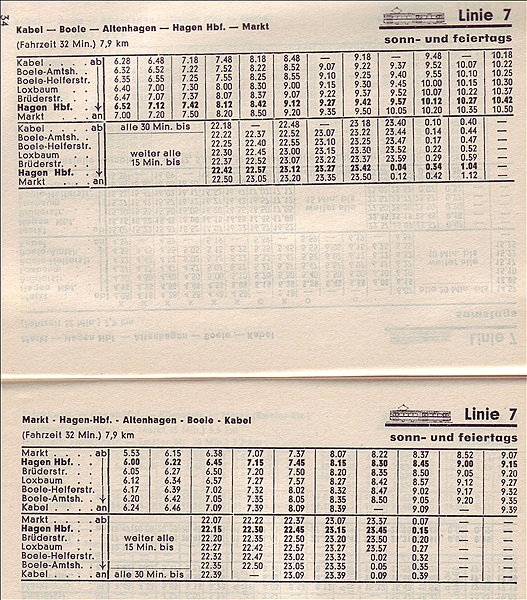 34
Kabel — Boele — Altenhagen — Hagen Hbf. — Markt
Linie 7
(Fahrzeit 32 Min.) 7,9 km
sonn- und feiertags
Kabel . . . . ab 6.28 6.48 7.18 7.48 8.18 8.48 — 9.18 — 9.48 — 10.18
Boele-Amtsh. . 6.32 6.52 7.22 7.52 8.22 8.52 9.07 9.22 9.37 9.52 10.07 10.22
Boele-Helferstr. 6.35 6.55 7.25 7.55 8.25 8.55 9.10 9.25 9.40 9.55 10.10 10.25
Loxbaum . . . 6.40 7.00 7.30 8.00 8.30 9.00 9.15 9.30 9.45 10.00 10.15 10.30
Brüderstr. . . . 6.47 7.07 7.37 8.07 8.37 9.07 9.22 9.37 9.52 10.07 10.22 10.37
Hagen Hbf. . ↓ 6.52 7.12 7.42 8.12 8.42 9.12 9.27 9.42 9.57 10.12 10.27 10.42
Markt . . . . an 7.00 7.20 7.50 8.20 8.50 9.20 9.35 9.50 10.05 10.20 10.35 10.50
Kabel . . . . ab alle 30 Min. bis 22.18 — 22.48 — 23 18 23.40 0.10 0.40 —
Boele-Amtsh. . 22.22 22.37 22.52 23.07 23.22 23.44 0.14 0.44 —
Boele-Helferstr. 22.25 22.40 22.55 23.10 23.25 23.47 0.17 0.47 —
Loxbaum . . . weiter alle 22.30 22.45 23.00 23.15 23.30 23.52 0.22 0.52 —
Brüderstr. . . . 15 Min. bis 22.37 22.52 23.07 23.22 23.37 23.59 0.29 0.59 —
Hagen Hbf. . ↓ 22.42 22.57 23.12 23.27 23.42 0.04 0.34 1.04 —
Markt . . . . an 22.50 23.05 23.20 23.35 23.50 0.12 0.42 1.12 —
Markt - Hagen-Hbf. - Altenhagen - Boele - Kabel
Linie 7
(Fahrzeit 32 Min.) 7,9 km
sonn- und feiertags
Markt . . . . ab 5.53 6.15 6.38 7.07 7.37 8.07 8.22 8.37 8.52 9.07
Hagen Hbf. . . 6.00 6.22 6.45 7.15 7.45 8.15 8.30 8.45 9.00 9.15
Brüderstr. . . . 6.05 6.27 6.50 7.20 7.50 8.20 8.35 8.50 9.05 9.20
Loxbaum . . . 6.12 6.34 6.57 7.27 7.57 8.27 8.42 8.57 9.12 9.27
Boele-Helferstr. 6.17 6.39 7.02 7.32 8.02 8.32 8.47 9.02 9.17 9.32
Boele-Amtsh. . ↓ 6.20 6.42 7.05 7.35 8.05 8.35 8.50 9.05 9.20 9.35
Kabel . . . . an 6.24 6.46 7.09 7.39 8.09 8.39 — 9.09 — 9.39
Markt . . . . ab 22.07 22.22 22.37 23.07 23.37 0.07 — —
Hagen Hbf. . . 22.15 22.30 22.45 23.15 23.45 0.15 — —
Brüderstr. . . . weiter alle 22.20 22.35 22.50 23.20 23.50 0.20 — —
Loxbaum . . . 15 Min. bis 22.27 22.42 22.57 23.27 23.57 0.27 — —
Boele-Helferstr. 22.32 22.47 23.02 23.32 0.02 0.32 — —
Boele-Amtsh. . ↓ 22.35 22.50 23.05 23.35 0.05 0.35 — —
Kabel . . . . an alle 30 Min. bis 22.39 — 23.09 23.39 0.09 0.39 — —